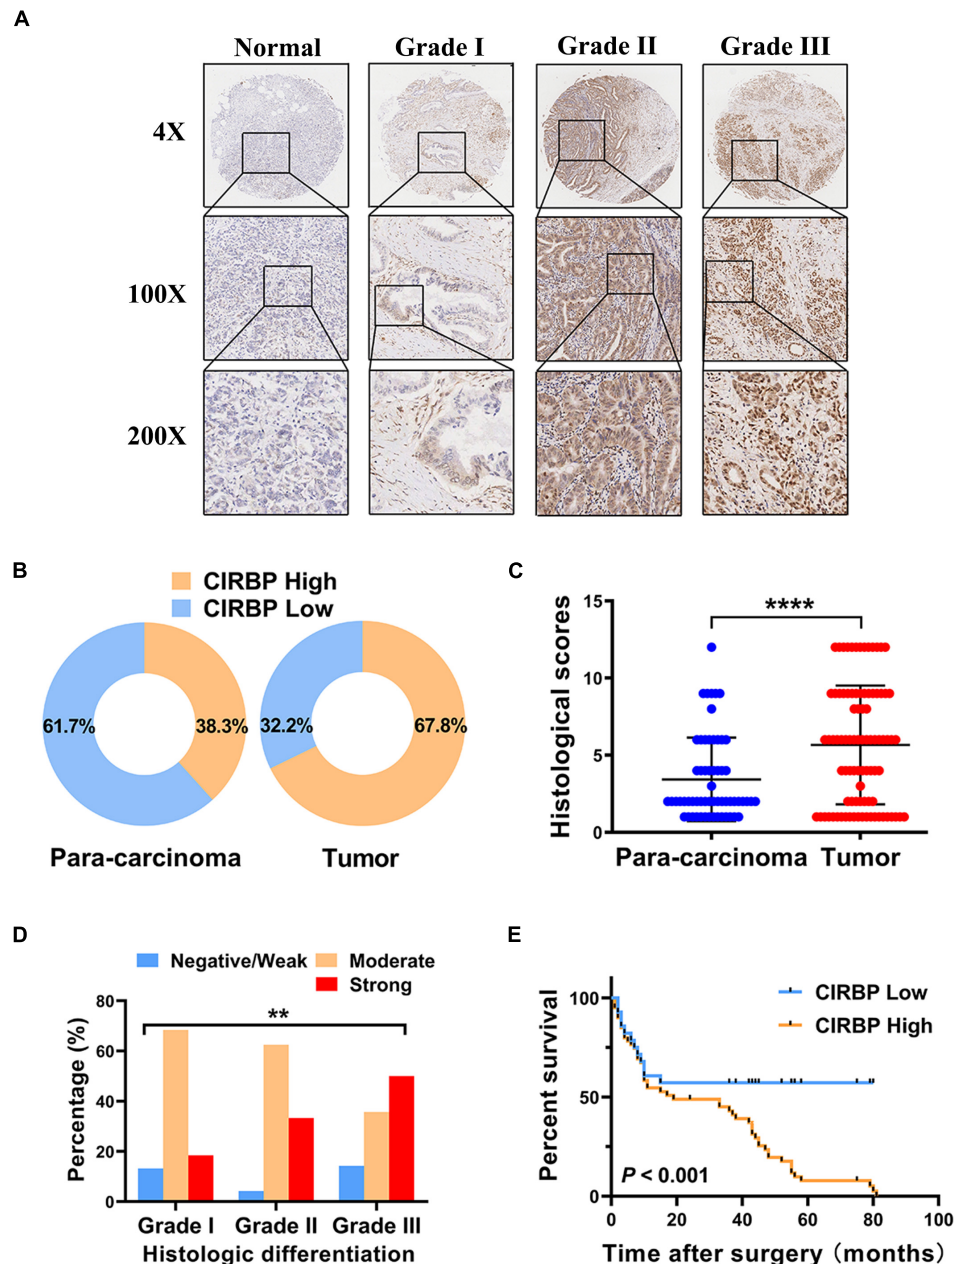 A
Normal Grade I Grade II Grade III
4X
100X
200X
B
CIRBP High
CIRBP Low
61.7% 38.3% 32.2% 67.8%
Para-carcinoma Tumor
C
Histological scores
15
10
5
0
****
Para-carcinoma Tumor
D
Negative/Weak Moderate
Strong
Percentage (%)
80
60
40
20
0
**
Grade I Grade II Grade III
Histologic differentiation
E
Percent survival
100
50
0
CIRBP Low
CIRBP High
P < 0.001
0 20 40 60 80 100
Time after surgery（months）